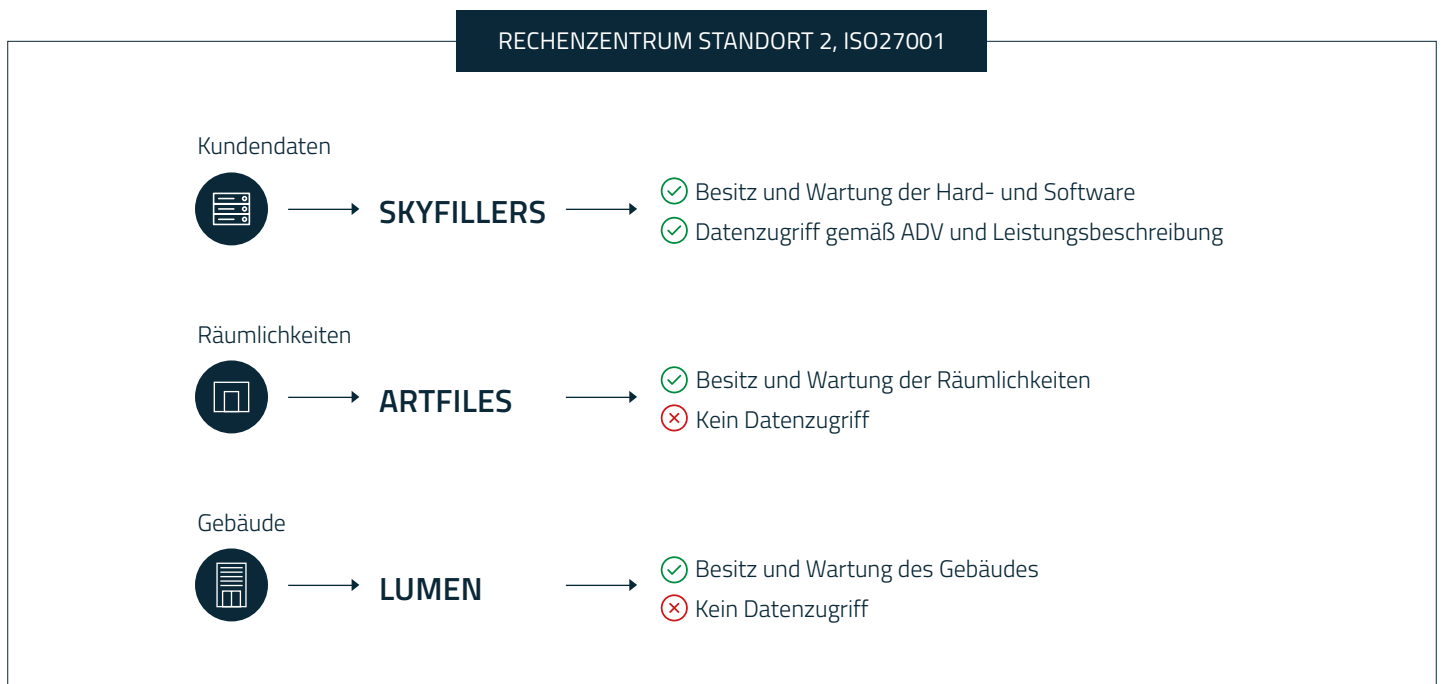 RECHENZENTRUM STANDORT 2, ISO27001
Kundendaten
SKYFILLERS
Besitz und Wartung der Hard- und Software
Datenzugriff gemäß ADV und Leistungsbeschreibung
Räumlichkeiten
ARTFILES
Besitz und Wartung der Räumlichkeiten
Kein Datenzugriff
Gebäude
LUMEN
Besitz und Wartung des Gebäudes
Kein Datenzugriff